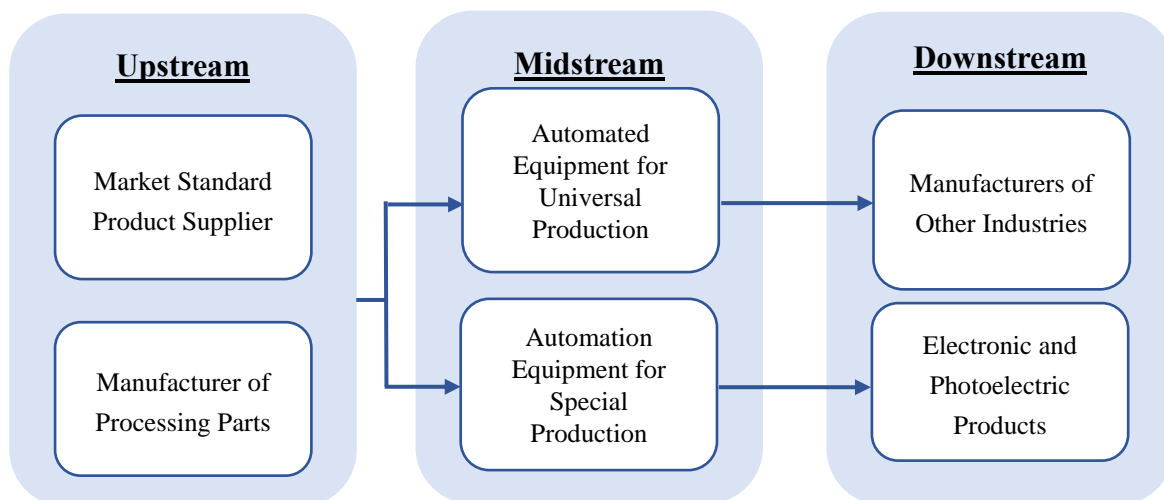 Upstream
Market Standard
Product Supplier
Manufacturer of
Processing Parts
Midstream
Automated
Equipment for
Universal
Production
Automation
Equipment for
Special
Production
Downstream
Manufacturers of
Other Industries
Electronic and
Photoelectric
Products